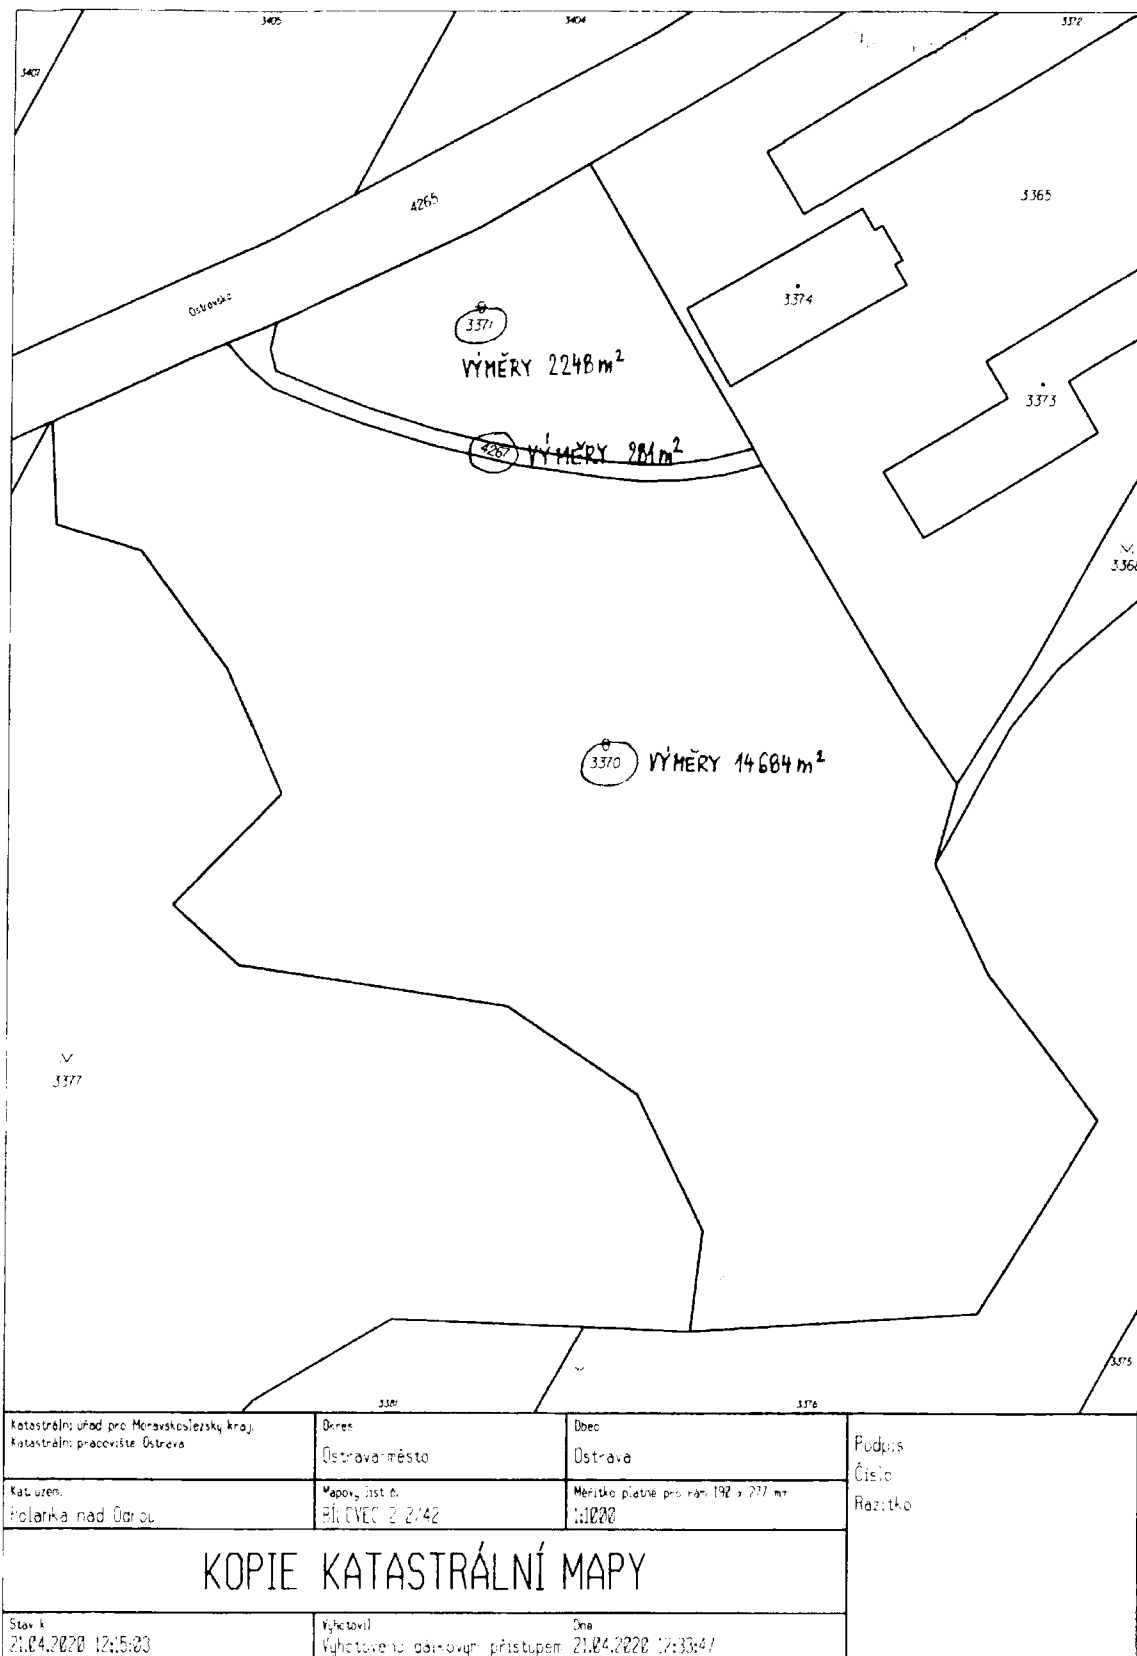 3405
3404
3372
3407
4265
3365
Ostravská
3374
3371
VÝMĚRY 2248 m²
3373
4267 VÝMĚRY 281 m²
3368
3370 VÝMĚRY 14684 m²
3377
3375
3381
3376
Katastrální úřad pro Moravskoslezský kraj,
Katastrální pracoviště Ostrava
Okres
Ostrava-město
Obec
Ostrava
Podpis
Číslo
Razítko
Kat. území
Polanka nad Odrou
Mapový list č.
BÍLOVEC 2-2/42
Měřítko platné pro rám 192 x 277 mm
1:1000
KOPIE KATASTRÁLNÍ MAPY
Stav k
21.04.2020 12:15:03
Vyhotovil
Vyhotoveno dálkovým přístupem
Dne
21.04.2020 12:33:47